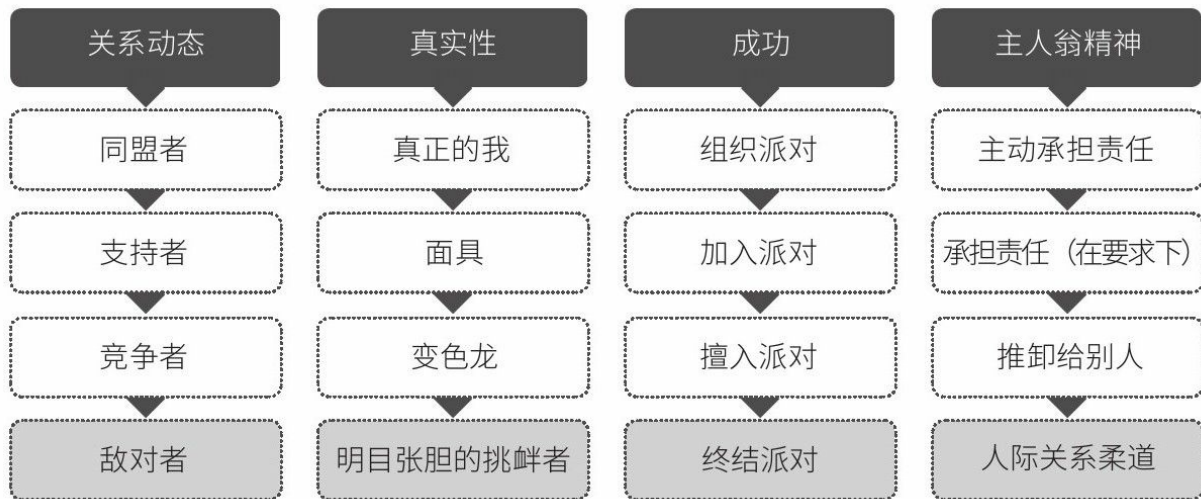 关系动态
真实性
成功
主人翁精神
同盟者
真正的我
组织派对
主动承担责任
支持者
面具
加入派对
承担责任（在要求下）
竞争者
变色龙
擅入派对
推卸给别人
敌对者
明目张胆的挑衅者
终结派对
人际关系柔道